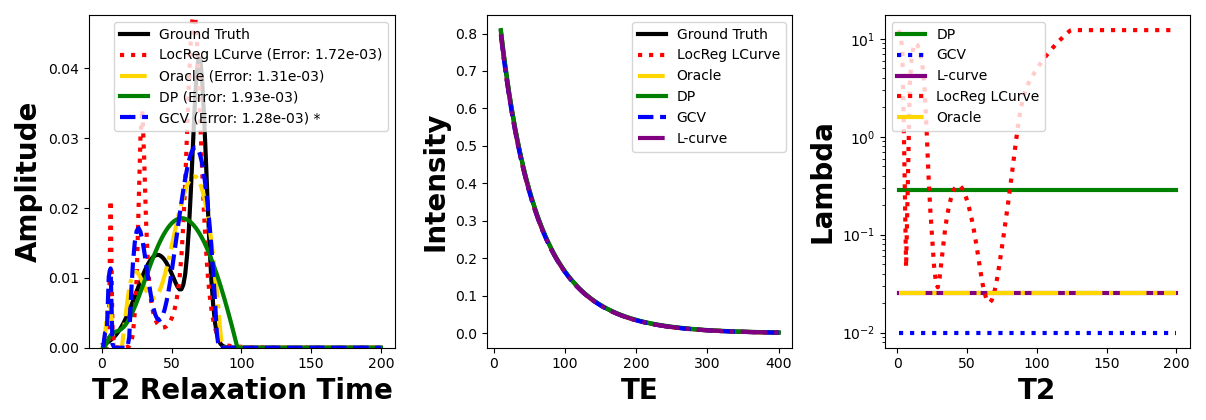 Amplitude
0.04
0.03
0.02
0.01
0.00
Ground Truth
LocReg LCurve (Error: 1.72e-03)
Oracle (Error: 1.31e-03)
DP (Error: 1.93e-03)
GCV (Error: 1.28e-03) *
0 50 100 150 200
T2 Relaxation Time
Intensity
0.8
0.7
0.6
0.5
0.4
0.3
0.2
0.1
0.0
Ground Truth
LocReg LCurve
Oracle
DP
GCV
L-curve
0 100 200 300 400
TE
Lambda
10¹
10⁰
10⁻¹
10⁻²
DP
GCV
L-curve
LocReg LCurve
Oracle
0 50 100 150 200
T2